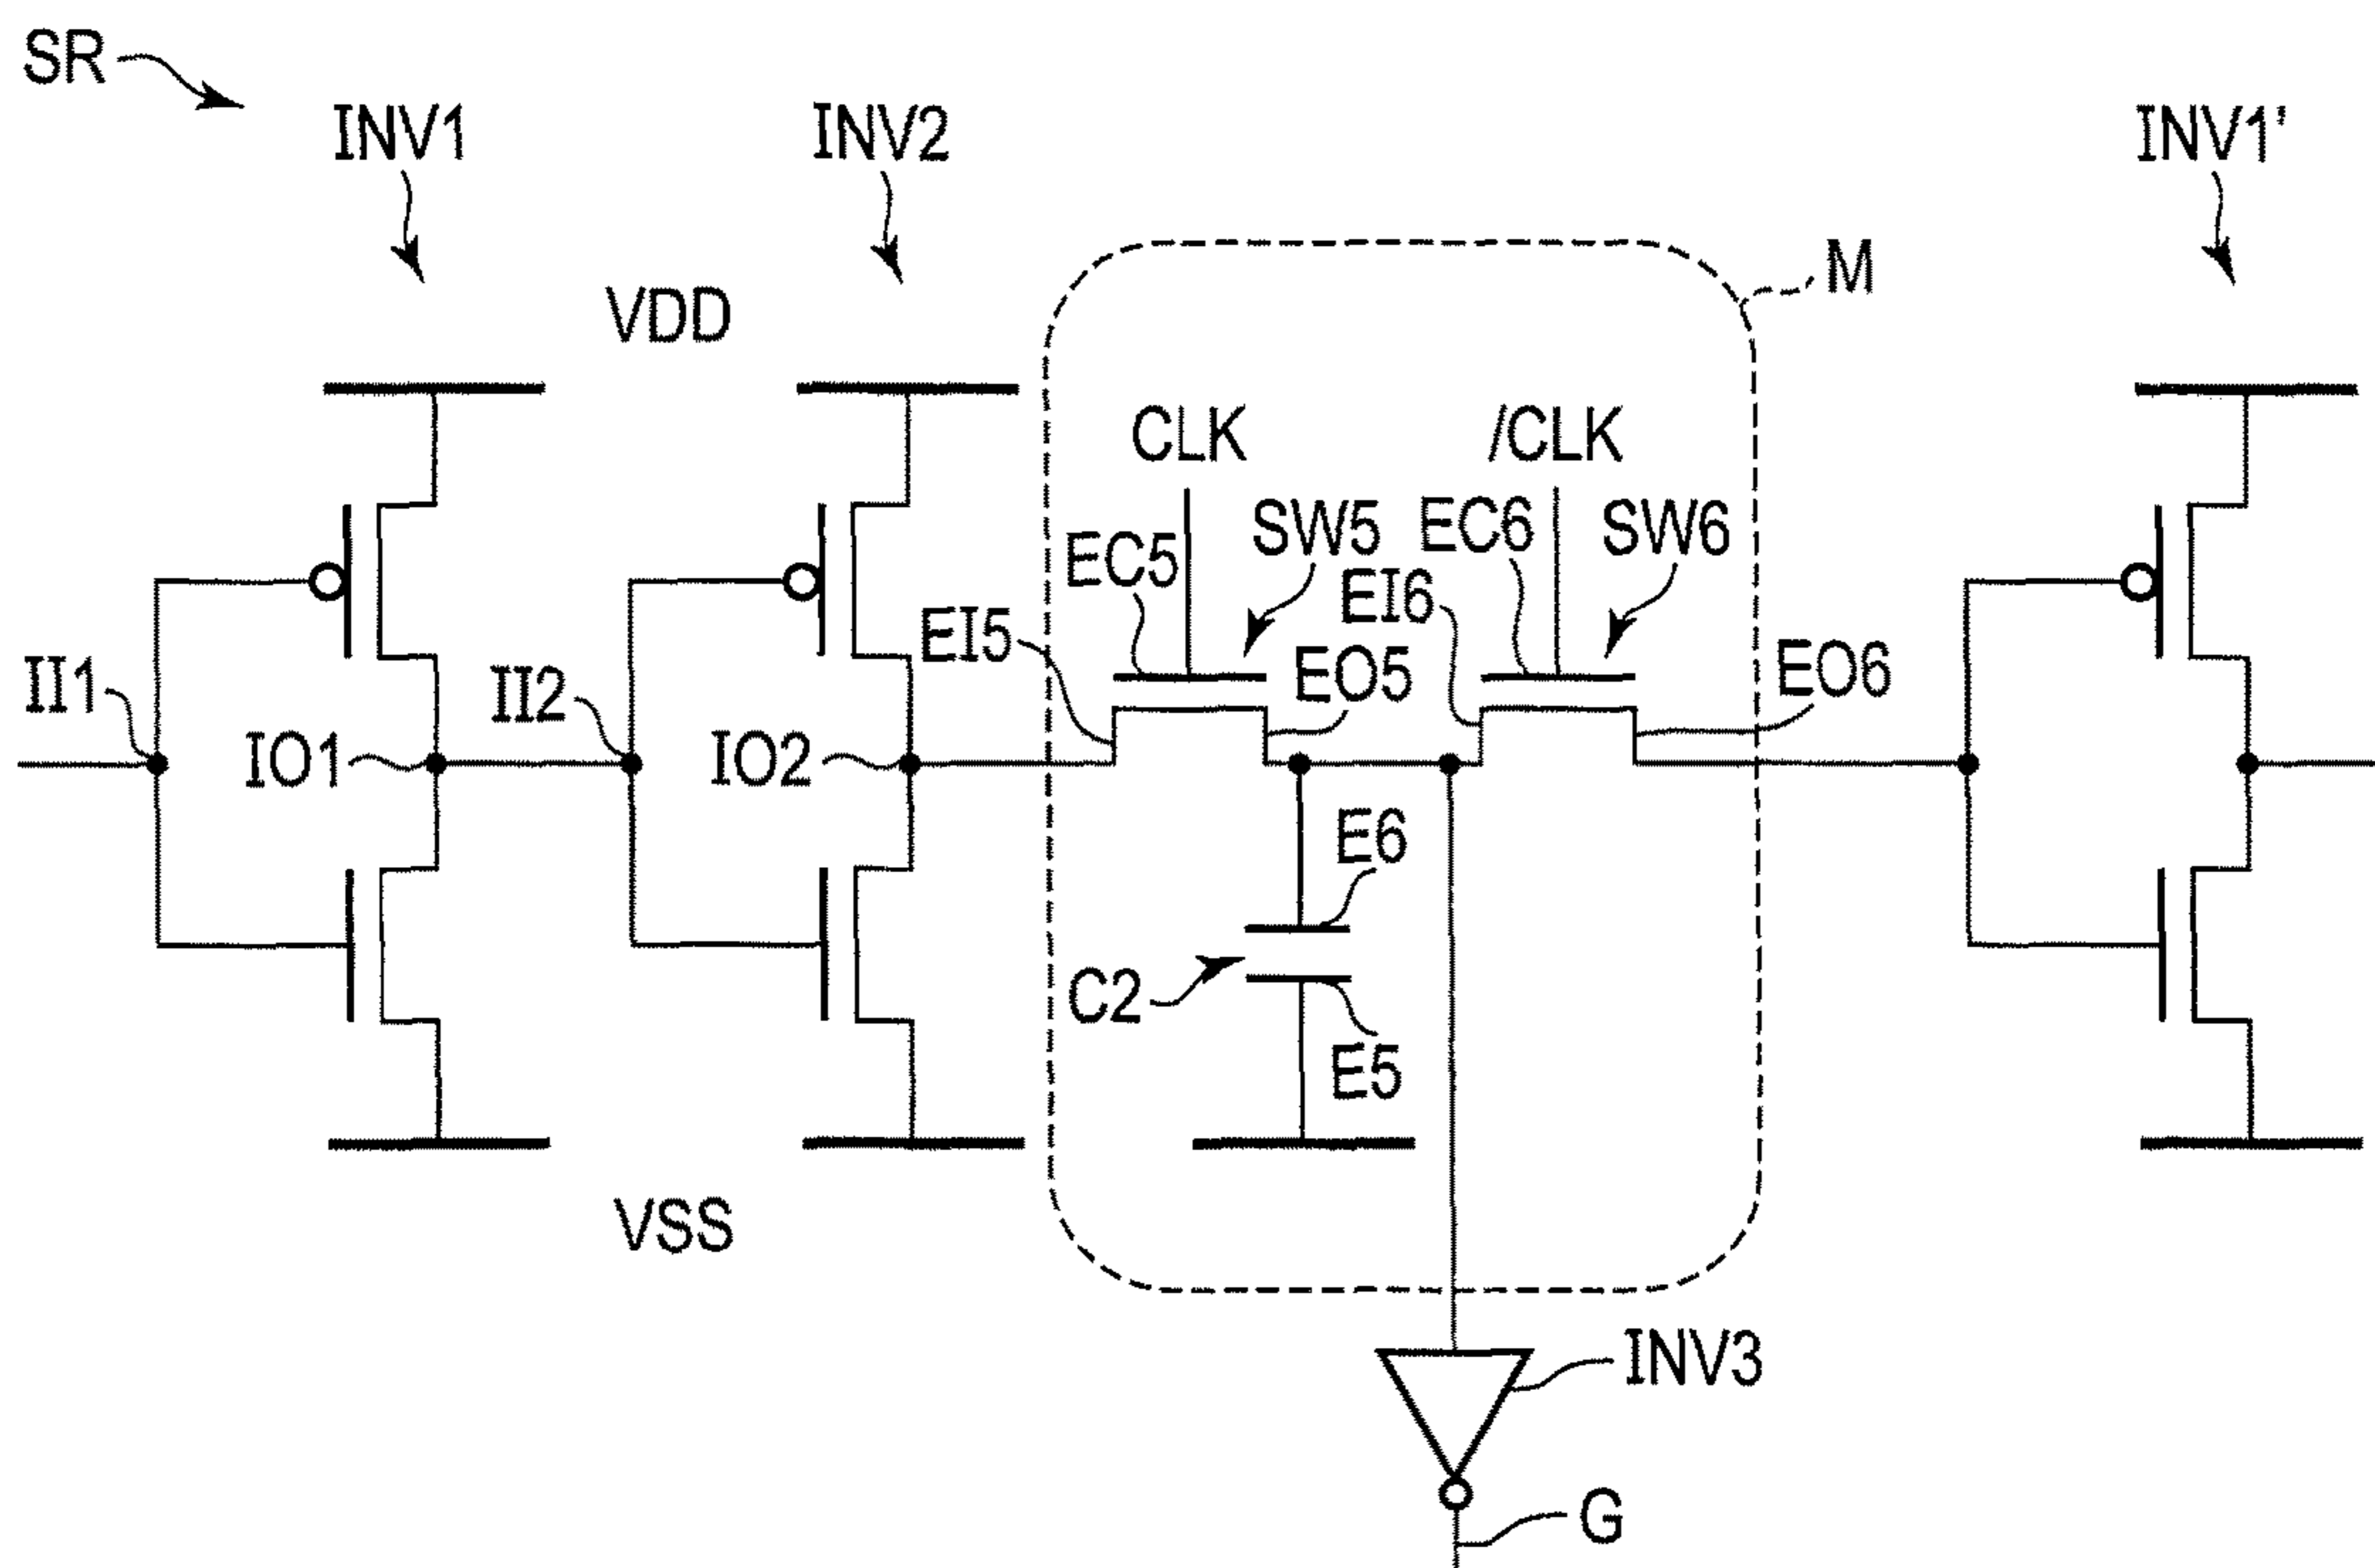 SR
INV1
INV2
INV1'
M
VDD
CLK
/CLK
EC5
SW5
EC6
SW6
EI5
EI6
EO5
EO6
II1
IO1
II2
IO2
E6
C2
E5
VSS
INV3
G